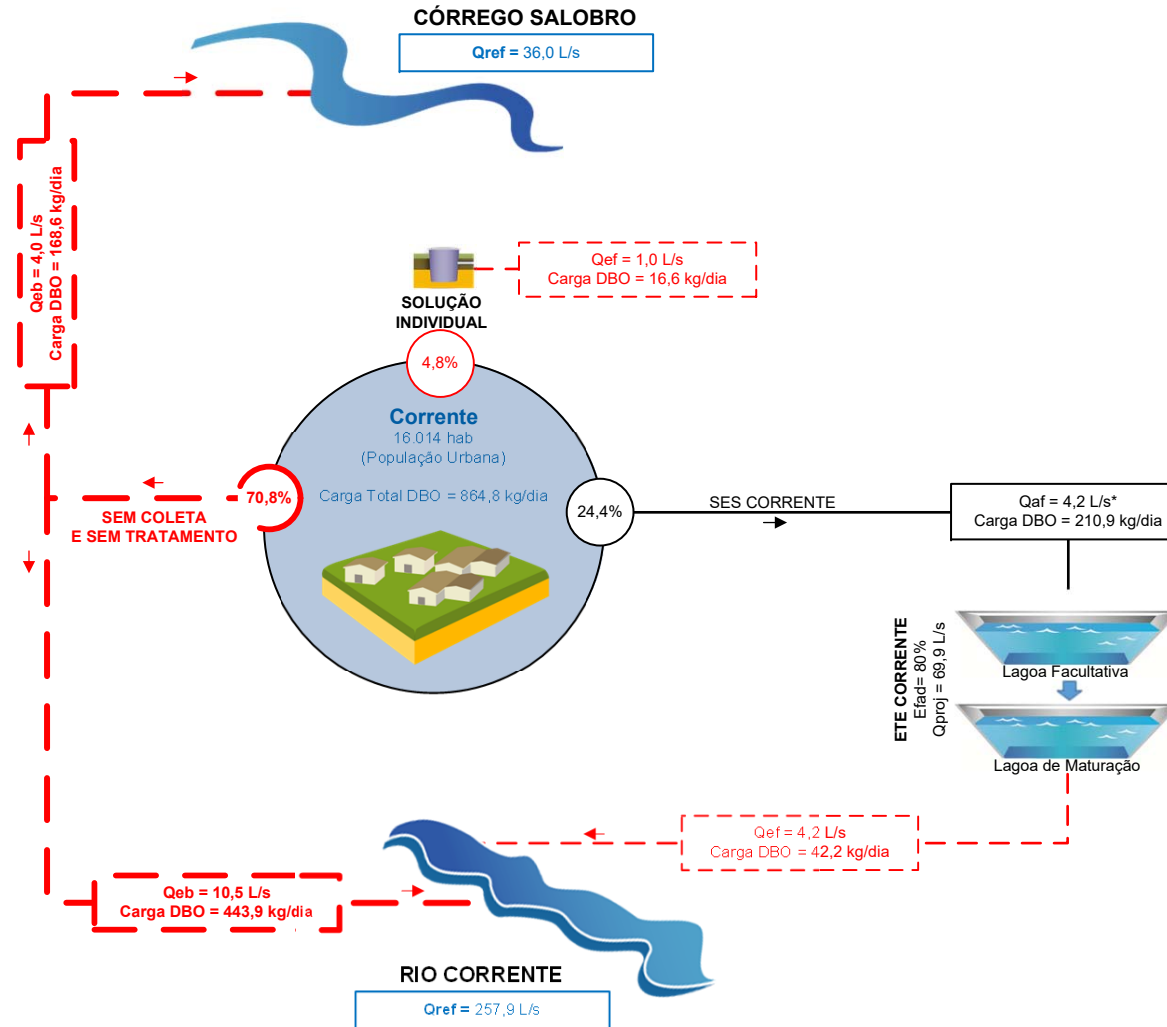 CÓRREGO SALOBRO
Qref = 36,0 L/s
Qeb = 4,0 L/s
Carga DBO = 168,6 kg/dia
Qef = 1,0 L/s
Carga DBO = 16,6 kg/dia
SOLUÇÃO
INDIVIDUAL
4,8%
Corrente
16.014 hab
(População Urbana)
Carga Total DBO = 864,8 kg/dia
70,8%
SEM COLETA
E SEM TRATAMENTO
24,4%
SES CORRENTE
Qaf = 4,2 L/s*
Carga DBO = 210,9 kg/dia
ETE CORRENTE
Efad= 80%
Qproj = 69,9 L/s
Lagoa Facultativa
Lagoa de Maturação
Qef = 4,2 L/s
Carga DBO = 42,2 kg/dia
Qeb = 10,5 L/s
Carga DBO = 443,9 kg/dia
RIO CORRENTE
Qref = 257,9 L/s